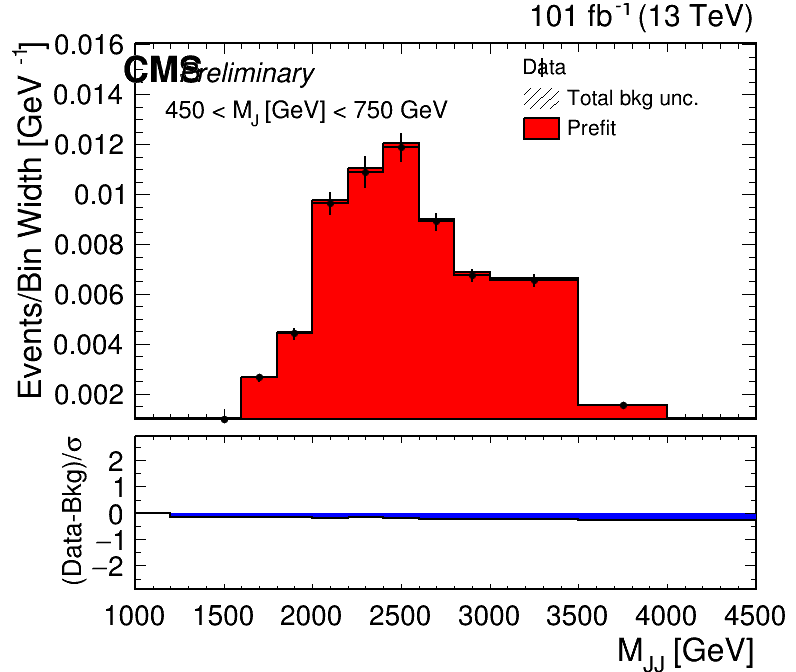 101 fb⁻¹ (13 TeV)
CMS Preliminary
450 < M_J [GeV] < 750 GeV
Data
Total bkg unc.
Prefit
Events/Bin Width [GeV⁻¹]
0.016
0.014
0.012
0.01
0.008
0.006
0.004
0.002
(Data-Bkg)/σ
2
1
0
−1
−2
1000 1500 2000 2500 3000 3500 4000 4500
M_JJ [GeV]